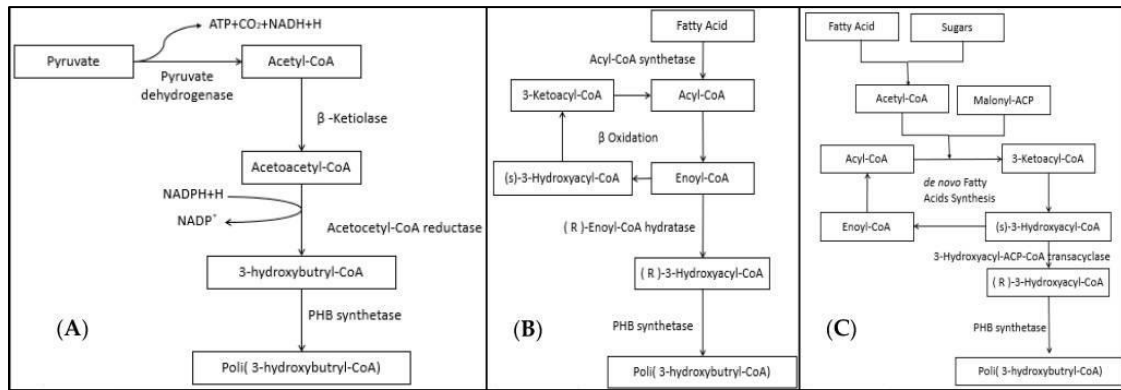 ATP+CO₂+NADH+H
Pyruvate
Acetyl-CoA
Pyruvate
dehydrogenase
β -Ketiolase
Acetoacetyl-CoA
NADPH+H
NADP⁺
Acetocetyl-CoA reductase
3-hydroxybutryl-CoA
PHB synthetase
(A)
Poli( 3-hydroxybutryl-CoA)
Fatty Acid
Acyl-CoA synthetase
3-Ketoacyl-CoA
Acyl-CoA
β Oxidation
(s)-3-Hydroxyacyl-CoA
Enoyl-CoA
( R )-Enoyl-CoA hydratase
( R )-3-Hydroxyacyl-CoA
(B)
PHB synthetase
Poli( 3-hydroxybutryl-CoA)
Fatty Acid
Sugars
Acetyl-CoA
Malonyl-ACP
Acyl-CoA
3-Ketoacyl-CoA
de novo Fatty
Acids Synthesis
Enoyl-CoA
(s)-3-Hydroxyacyl-CoA
3-Hydroxyacyl-ACP-CoA transacyclase
( R )-3-Hydroxyacyl-CoA
(C)
PHB synthetase
Poli( 3-hydroxybutryl-CoA)